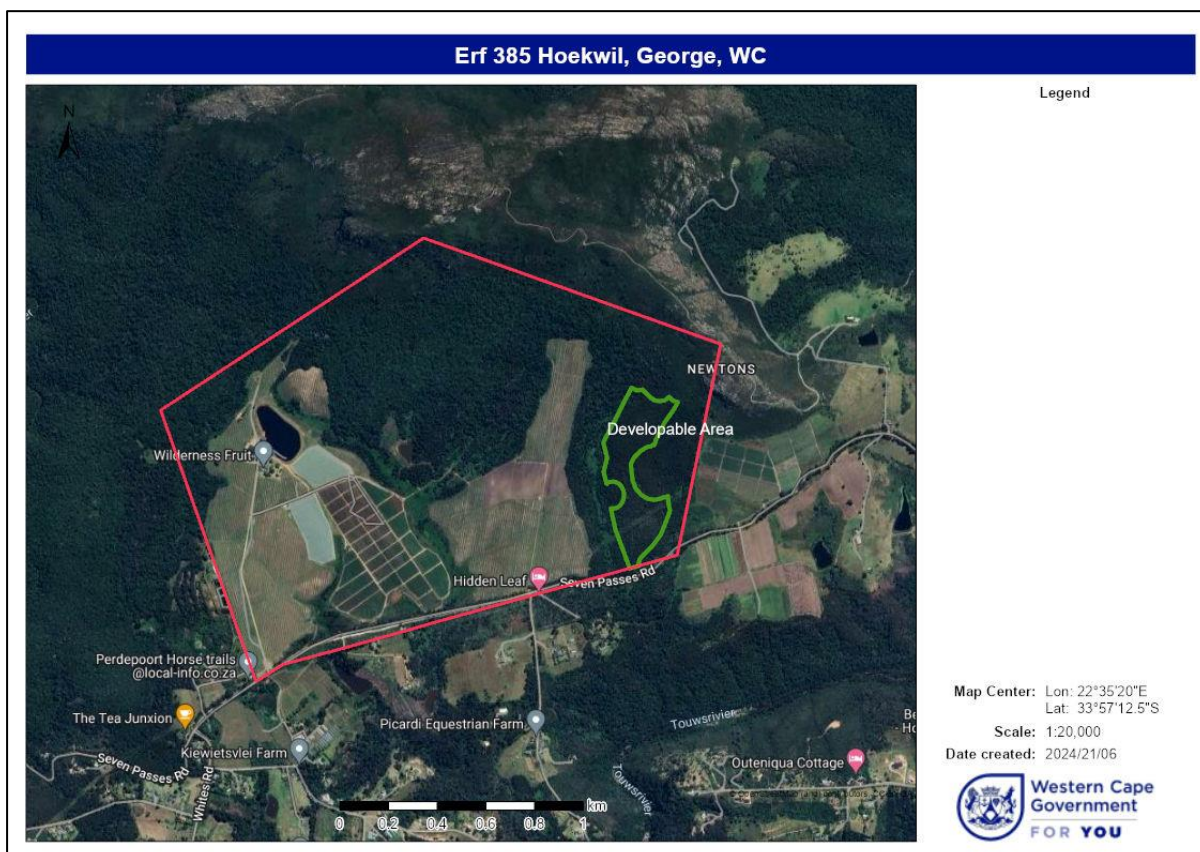 Erf 385 Hoekwil, George, WC
N
Legend
NEWTONS
Developable Area
Wilderness Fruit
Hidden Leaf
Seven Passes Rd
Perdepoort Horse trails
@local-info.co.za
The Tea Junxion
Picardi Equestrian Farm
Touwsrivier
Kiewietsvlei Farm
Seven Passes Rd
Whites Rd
Outeniqua Cottage
Touwsrivier
km
0 0.2 0.4 0.6 0.8 1
Map Center: Lon: 22°35'20"E
Lat: 33°57'12.5"S
Scale: 1:20,000
Date created: 2024/21/06
Western Cape
Government
FOR YOU